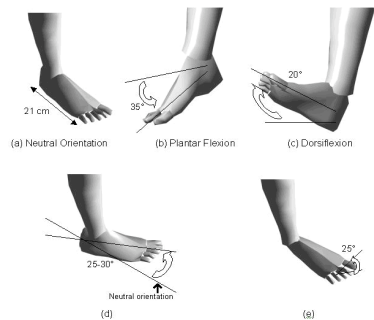 21 cm
35°
20°
(a) Neutral Orientation
(b) Plantar Flexion
(c) Dorsiflexion
25-30°
Neutral orientation
25°
(d)
(e)